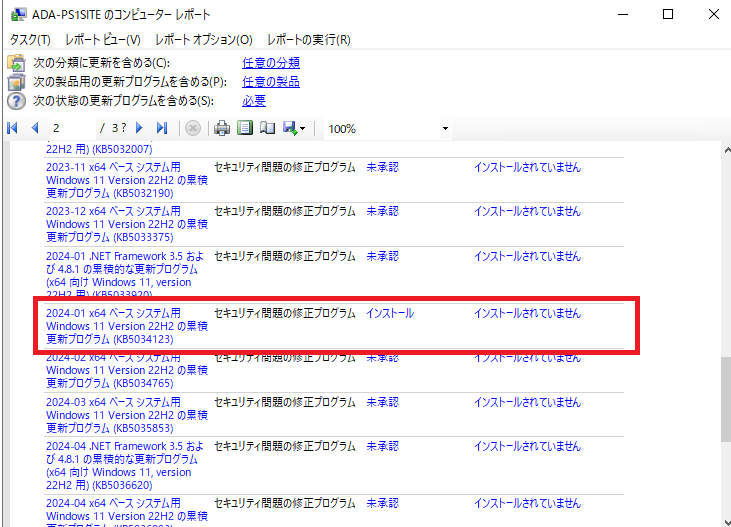 ADA-PS1SITE のコンピューター レポート
タスク(T) レポート ビュー(V) レポート オプション(O) レポートの実行(R)
次の分類に更新を含める(C): 任意の分類
次の製品用の更新プログラムを含める(P): 任意の製品
次の状態の更新プログラムを含める(S): 必要
2 / 3 ? 100%
22H2 用) (KB5032007)
2023-11 x64 ベース システム用 セキュリティ問題の修正プログラム 未承認 インストールされていません
Windows 11 Version 22H2 の累積
更新プログラム (KB5032190)
2023-12 x64 ベース システム用 セキュリティ問題の修正プログラム 未承認 インストールされていません
Windows 11 Version 22H2 の累積
更新プログラム (KB5033375)
2024-01 .NET Framework 3.5 およ セキュリティ問題の修正プログラム 未承認 インストールされていません
び 4.8.1 の累積的な更新プログラム
(x64 向け Windows 11, version
22H2 用) (KB5033920)
2024-01 x64 ベース システム用 セキュリティ問題の修正プログラム インストール インストールされていません
Windows 11 Version 22H2 の累積
更新プログラム (KB5034123)
2024-02 x64 ベース システム用 セキュリティ問題の修正プログラム 未承認 インストールされていません
Windows 11 Version 22H2 の累積
更新プログラム (KB5034765)
2024-03 x64 ベース システム用 セキュリティ問題の修正プログラム 未承認 インストールされていません
Windows 11 Version 22H2 の累積
更新プログラム (KB5035853)
2024-04 .NET Framework 3.5 およ セキュリティ問題の修正プログラム 未承認 インストールされていません
び 4.8.1 の累積的な更新プログラム
(x64 向け Windows 11, version
22H2 用) (KB5036620)
2024-04 x64 ベース システム用 セキュリティ問題の修正プログラム 未承認 インストールされていません
Windows 11 Version 22H2 の累積